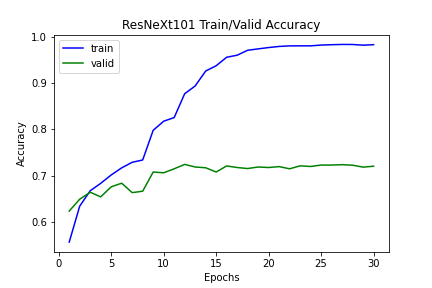 ResNeXt101 Train/Valid Accuracy
train
valid
Accuracy
1.0
0.9
0.8
0.7
0.6
0 5 10 15 20 25 30
Epochs